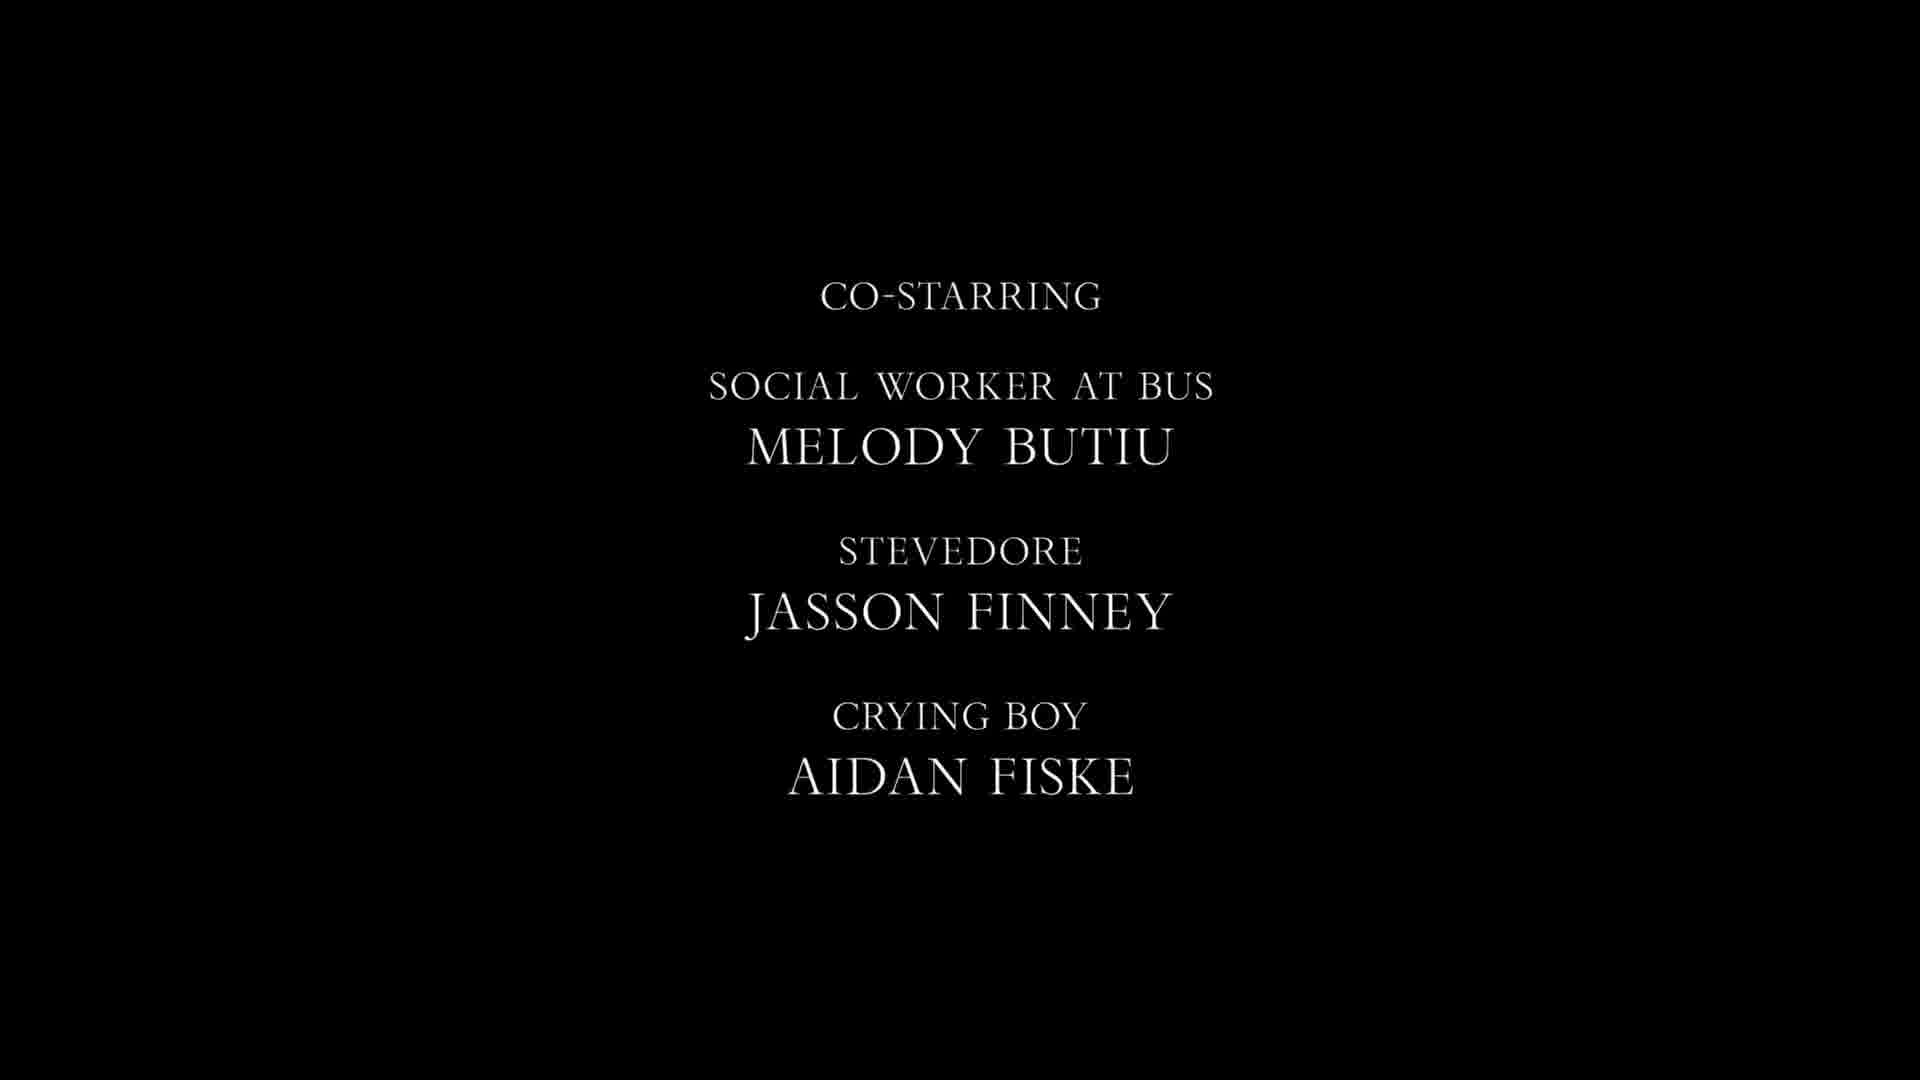 CO-STARRING
SOCIAL WORKER AT BUS
MELODY BUTIU
STEVEDORE
JASSON FINNEY
CRYING BOY
AIDAN FISKE